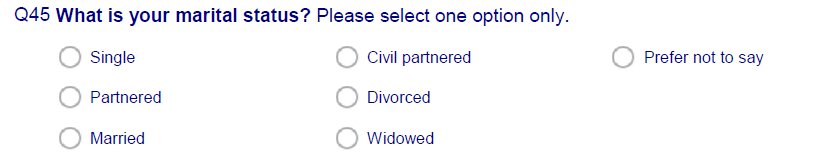 Q45 What is your marital status? Please select one option only.
Single
Partnered
Married
Civil partnered
Divorced
Widowed
Prefer not to say